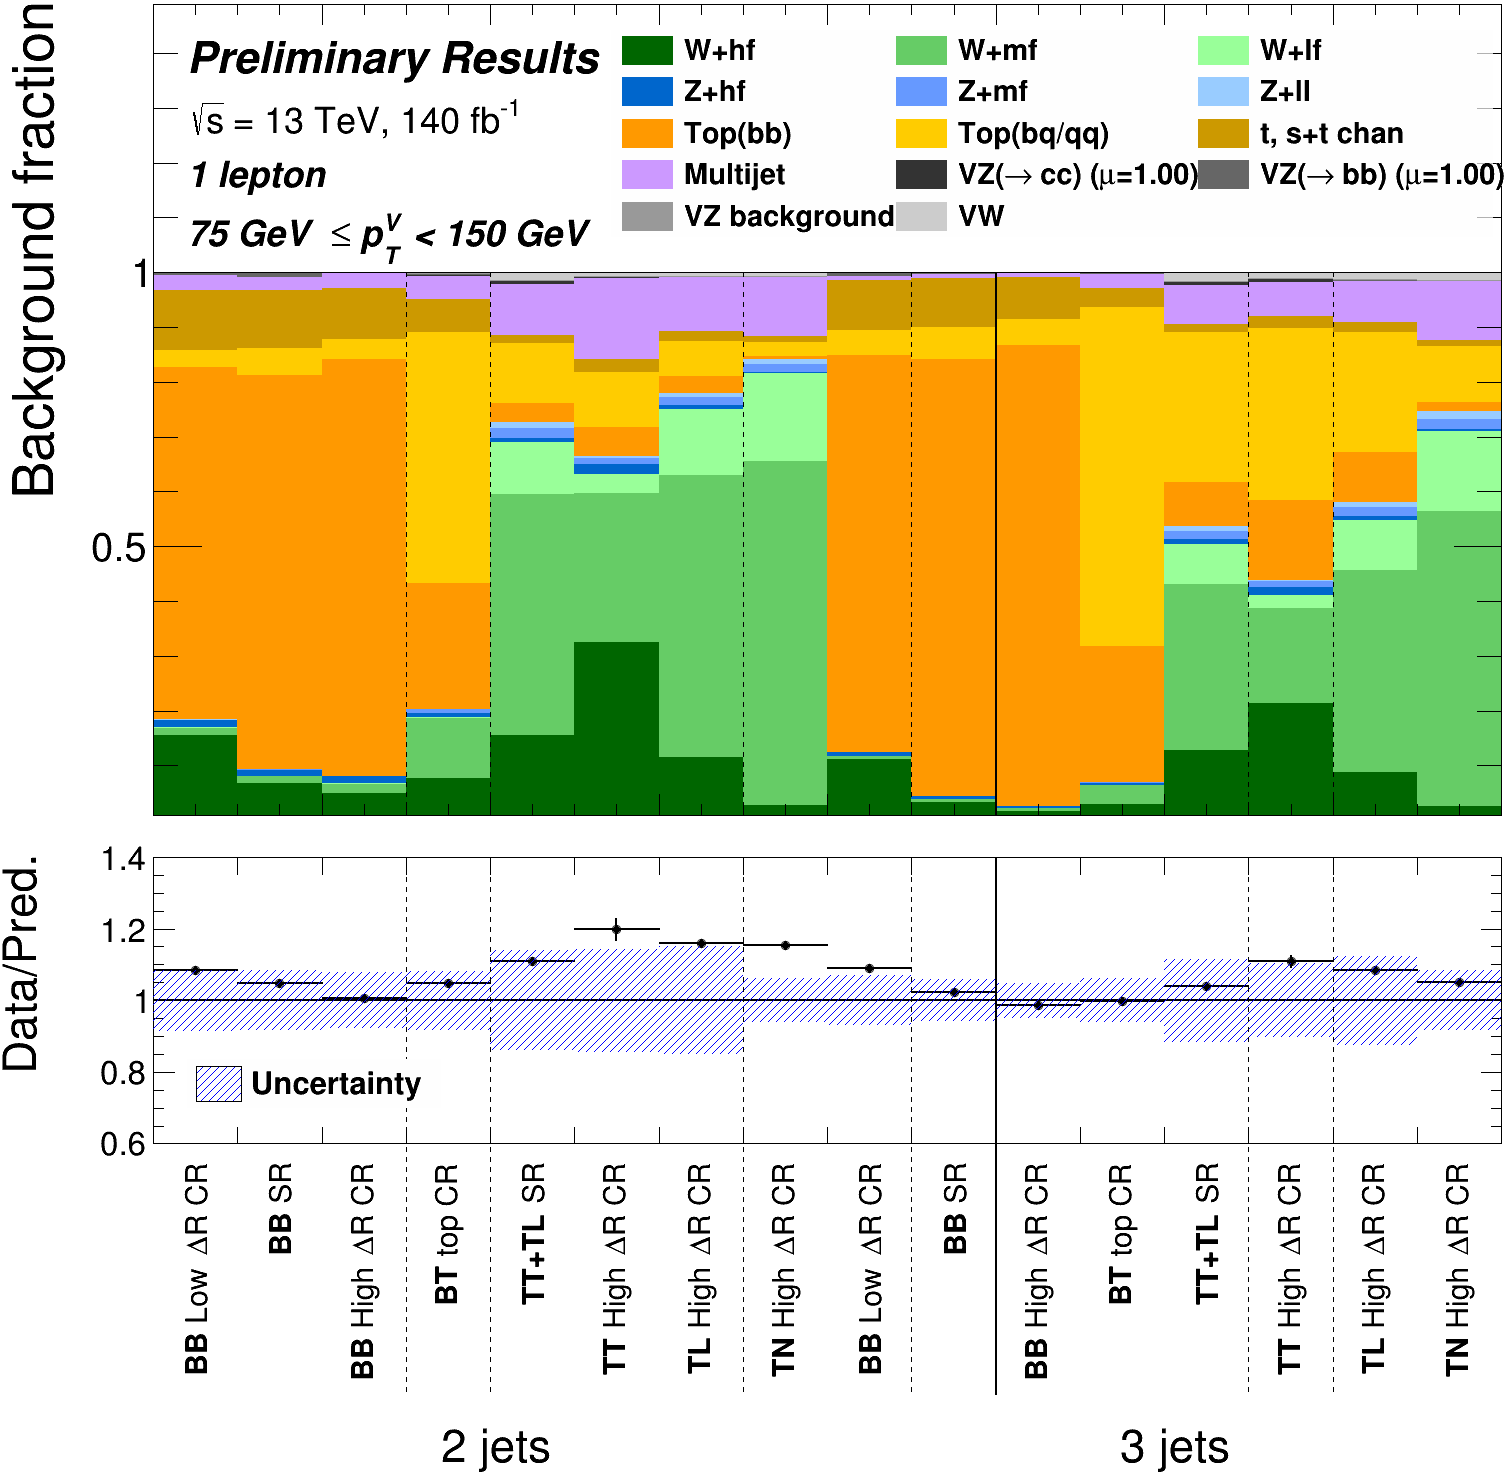 Background fraction
Preliminary Results
√s = 13 TeV, 140 fb-1
1 lepton
75 GeV ≤ pTV < 150 GeV
W+hf
W+mf
W+lf
Z+hf
Z+mf
Z+ll
Top(bb)
Top(bq/qq)
t, s+t chan
Multijet
VZ(→ cc) (μ=1.00)
VZ(→ bb) (μ=1.00)
VZ background
VW
1
0.5
Data/Pred.
1.4
1.2
1
0.8
0.6
Uncertainty
BB Low ΔR CR
BB SR
BB High ΔR CR
BT top CR
TT+TL SR
TT High ΔR CR
TL High ΔR CR
TN High ΔR CR
BB Low ΔR CR
BB SR
BB High ΔR CR
BT top CR
TT+TL SR
TT High ΔR CR
TL High ΔR CR
TN High ΔR CR
2 jets
3 jets